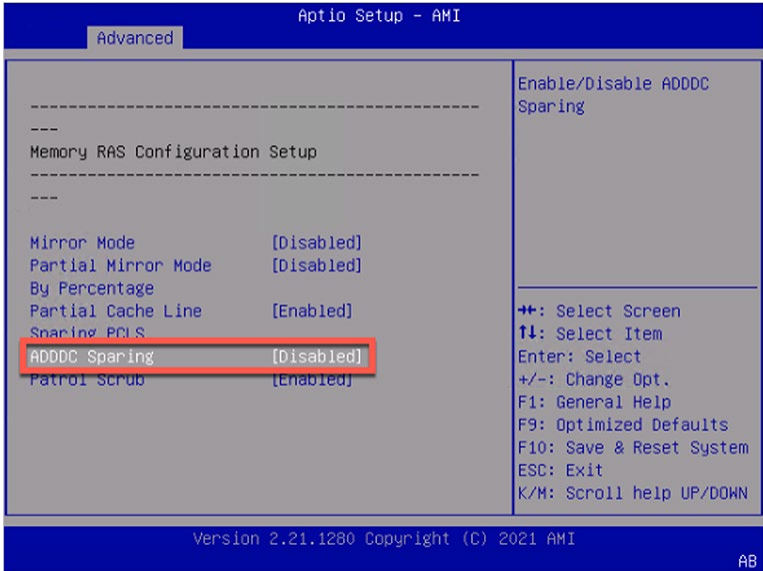 Aptio Setup - AMI
Advanced
-----------------------------------------------
---
Memory RAS Configuration Setup
-----------------------------------------------
---
Mirror Mode [Disabled]
Partial Mirror Mode [Disabled]
By Percentage
Partial Cache Line [Enabled]
Sparing PCLS
ADDDC Sparing [Disabled]
Patrol Scrub [Enabled]
Enable/Disable ADDDC
Sparing
→←: Select Screen
↑↓: Select Item
Enter: Select
+/-: Change Opt.
F1: General Help
F9: Optimized Defaults
F10: Save & Reset System
ESC: Exit
K/M: Scroll help UP/DOWN
Version 2.21.1280 Copyright (C) 2021 AMI
AB